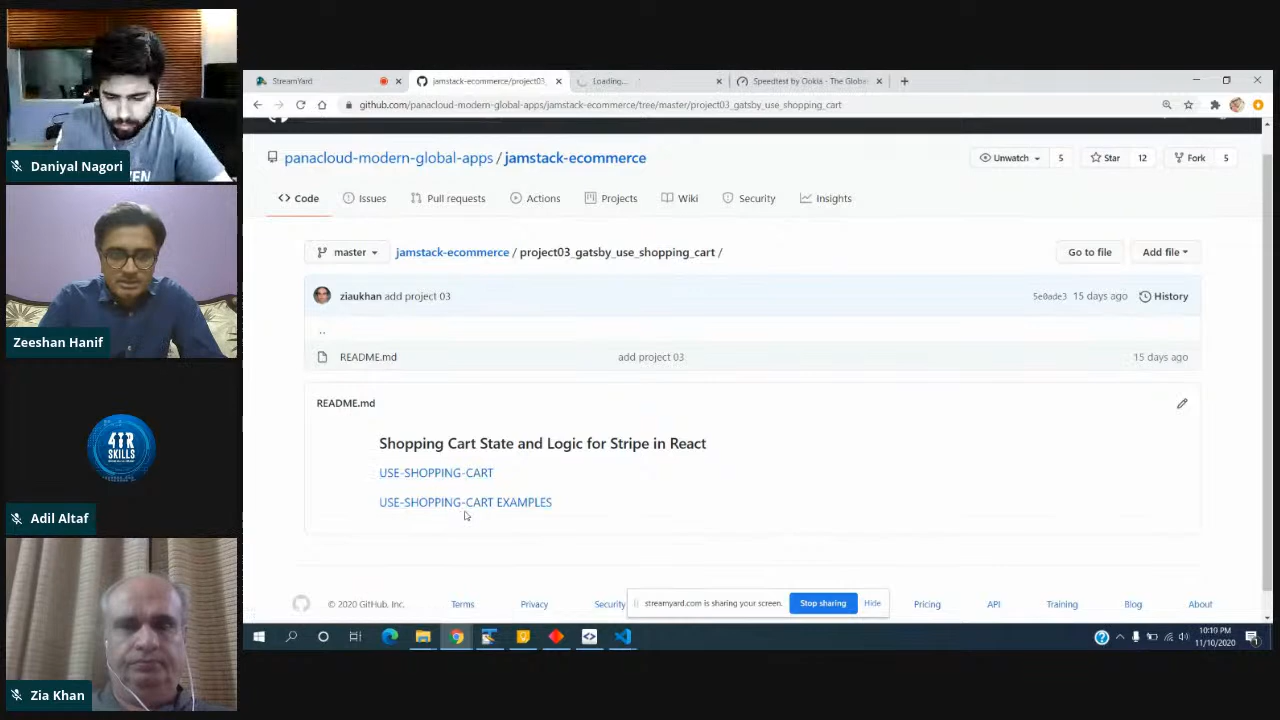 Daniyal Nagori
Zeeshan Hanif
4IR
SKILLS
Adil Altaf
Zia Khan
StreamYard
jamstack-ecommerce/project03_
Loading...
Speedtest by Ookla - The Globa
github.com/panacloud-modern-global-apps/jamstack-ecommerce/tree/master/project03_gatsby_use_shopping_cart
panacloud-modern-global-apps / jamstack-ecommerce
Unwatch 5
Star 12
Fork 5
Code
Issues
Pull requests
Actions
Projects
Wiki
Security
Insights
master
jamstack-ecommerce / project03_gatsby_use_shopping_cart /
Go to file
Add file
ziaukhan add project 03
5e0ade3 15 days ago
History
..
README.md
add project 03
15 days ago
README.md
Shopping Cart State and Logic for Stripe in React
USE-SHOPPING-CART
USE-SHOPPING-CART EXAMPLES
© 2020 GitHub, Inc.
Terms
Privacy
Security
streamyard.com is sharing your screen.
Stop sharing
Hide
Pricing
API
Training
Blog
About
10:10 PM
11/10/2020